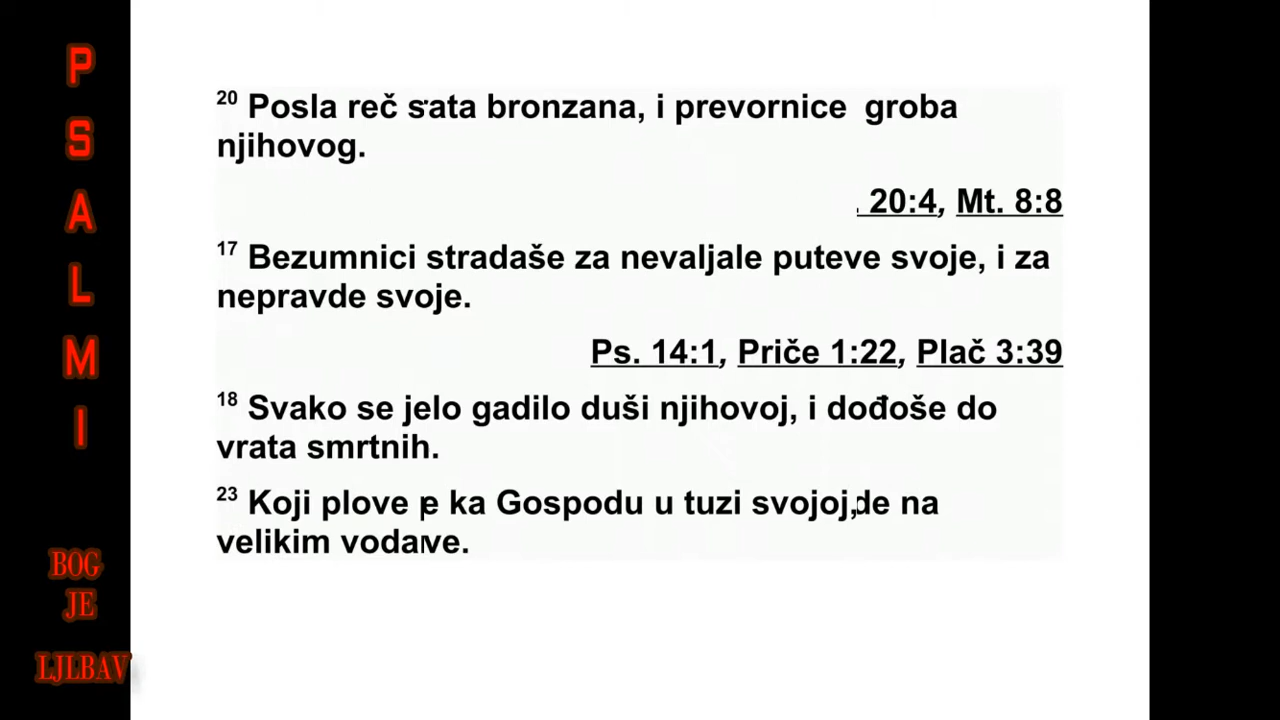 PSALMI
BOG
JE
LJLBAV
20 Posla reč sata bronzana, i prevornice groba
njihovog.
. 20:4, Mt. 8:8
17 Bezumnici stradaše za nevaljale puteve svoje, i za
nepravde svoje.
Ps. 14:1, Priče 1:22, Plač 3:39
18 Svako se jelo gadilo duši njihovoj, i dođoše do
vrata smrtnih.
23 Koji plove ka Gospodu u tuzi svojoj, na
velikim